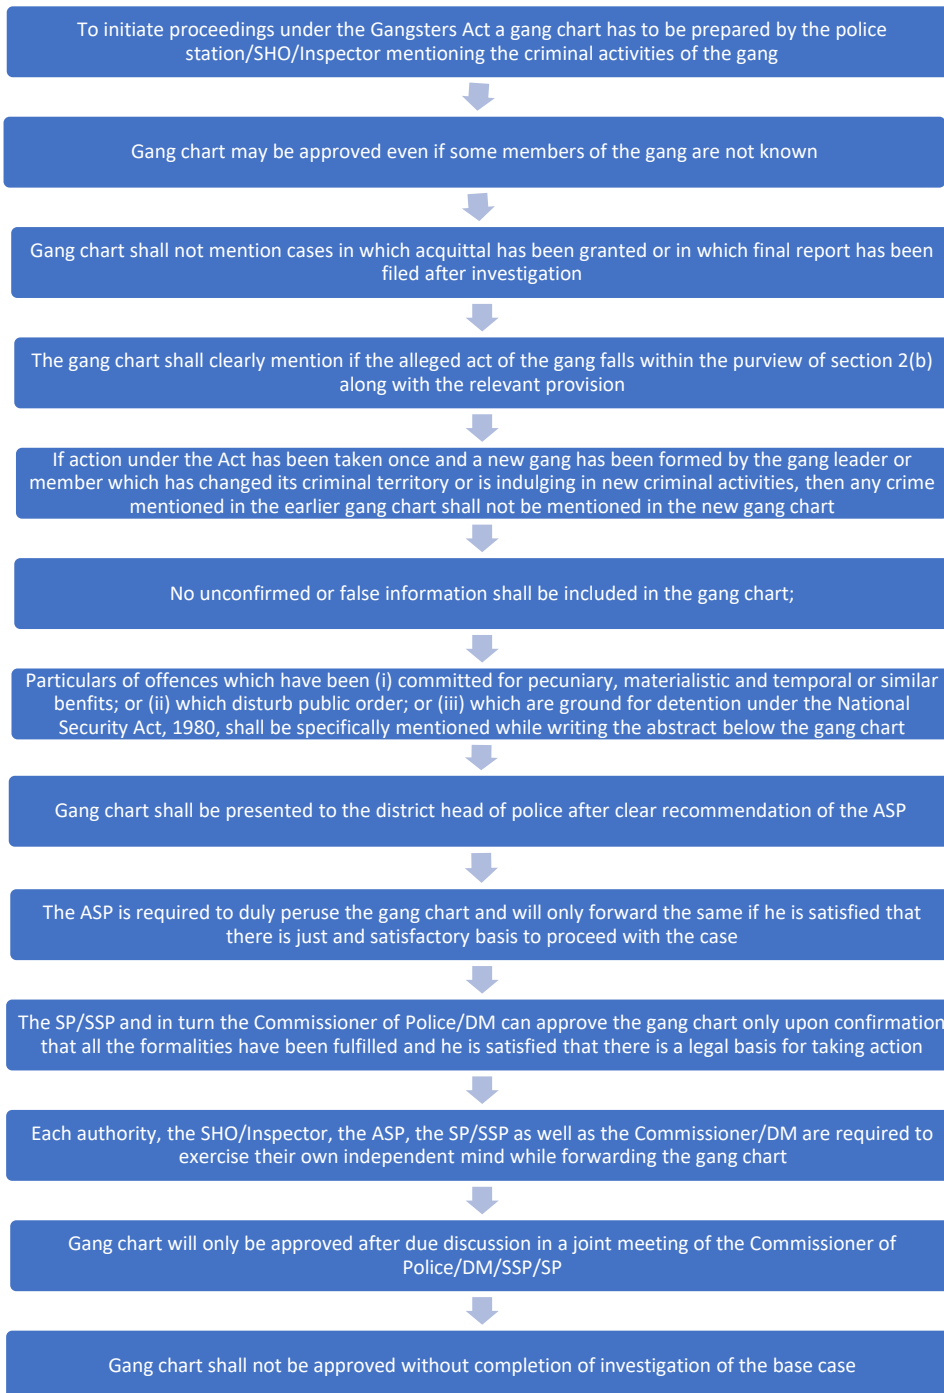 To initiate proceedings under the Gangsters Act a gang chart has to be prepared by the police
station/SHO/Inspector mentioning the criminal activities of the gang
Gang chart may be approved even if some members of the gang are not known
Gang chart shall not mention cases in which acquittal has been granted or in which final report has been
filed after investigation
The gang chart shall clearly mention if the alleged act of the gang falls within the purview of section 2(b)
along with the relevant provision
If action under the Act has been taken once and a new gang has been formed by the gang leader or
member which has changed its criminal territory or is indulging in new criminal activities, then any crime
mentioned in the earlier gang chart shall not be mentioned in the new gang chart
No unconfirmed or false information shall be included in the gang chart;
Particulars of offences which have been (i) committed for pecuniary, materialistic and temporal or similar
benfits; or (ii) which disturb public order; or (iii) which are ground for detention under the National
Security Act, 1980, shall be specifically mentioned while writing the abstract below the gang chart
Gang chart shall be presented to the district head of police after clear recommendation of the ASP
The ASP is required to duly peruse the gang chart and will only forward the same if he is satisfied that
there is just and satisfactory basis to proceed with the case
The SP/SSP and in turn the Commissioner of Police/DM can approve the gang chart only upon confirmation
that all the formalities have been fulfilled and he is satisfied that there is a legal basis for taking action
Each authority, the SHO/Inspector, the ASP, the SP/SSP as well as the Commissioner/DM are required to
exercise their own independent mind while forwarding the gang chart
Gang chart will only be approved after due discussion in a joint meeting of the Commissioner of
Police/DM/SSP/SP
Gang chart shall not be approved without completion of investigation of the base case